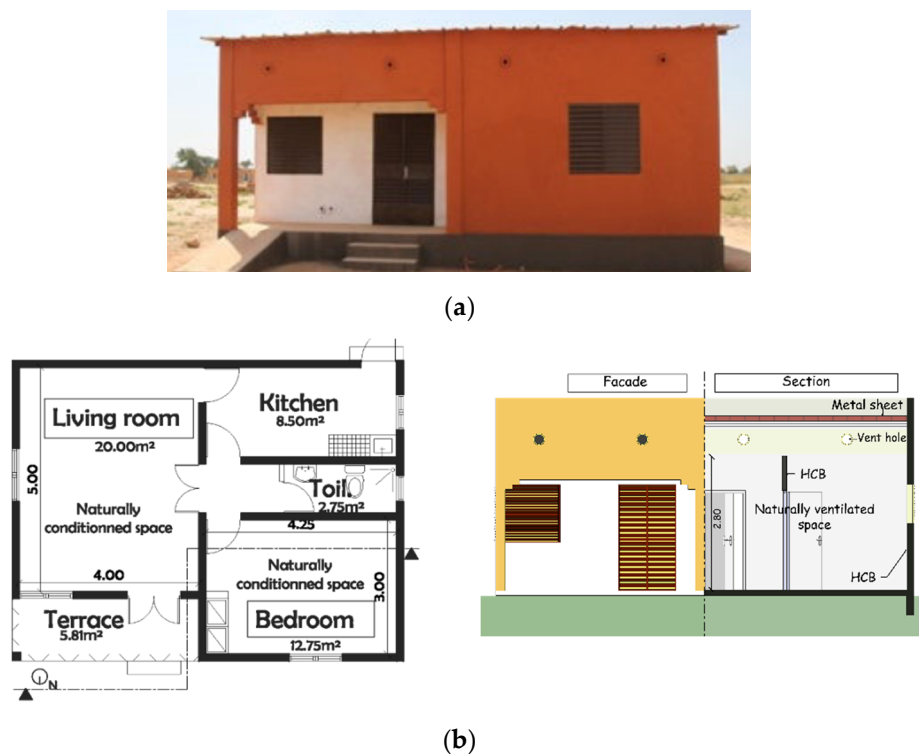 (a)
Living room
20.00m²
Kitchen
8.50m²
5.00
Toil.
2.75m²
4.25
Naturally
conditionned space
Naturally
conditionned space
3.00
4.00
Terrace
5.81m²
Bedroom
12.75m²
N
Facade
Section
Metal sheet
Vent hole
HCB
2.80
Naturally ventilated
space
HCB
(b)